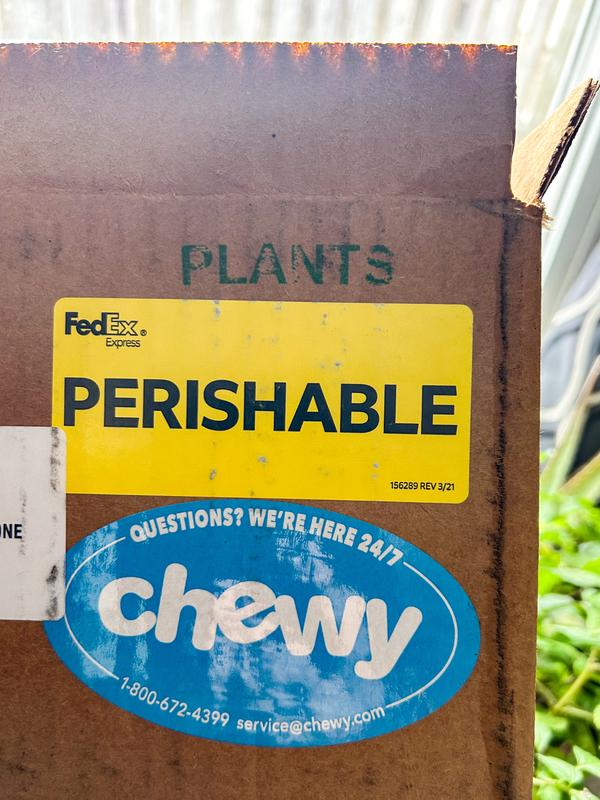 PLANTS
FedEx®
Express
PERISHABLE
156289 REV 3/21
ONE
QUESTIONS? WE'RE HERE 24/7
chewy
1-800-672-4399 service@chewy.com